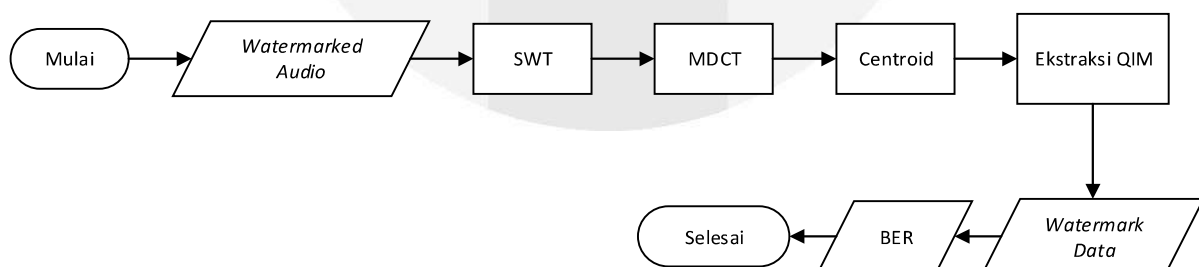 Mulai
Watermarked
Audio
SWT
MDCT
Centroid
Ekstraksi QIM
Watermark
Data
BER
Selesai